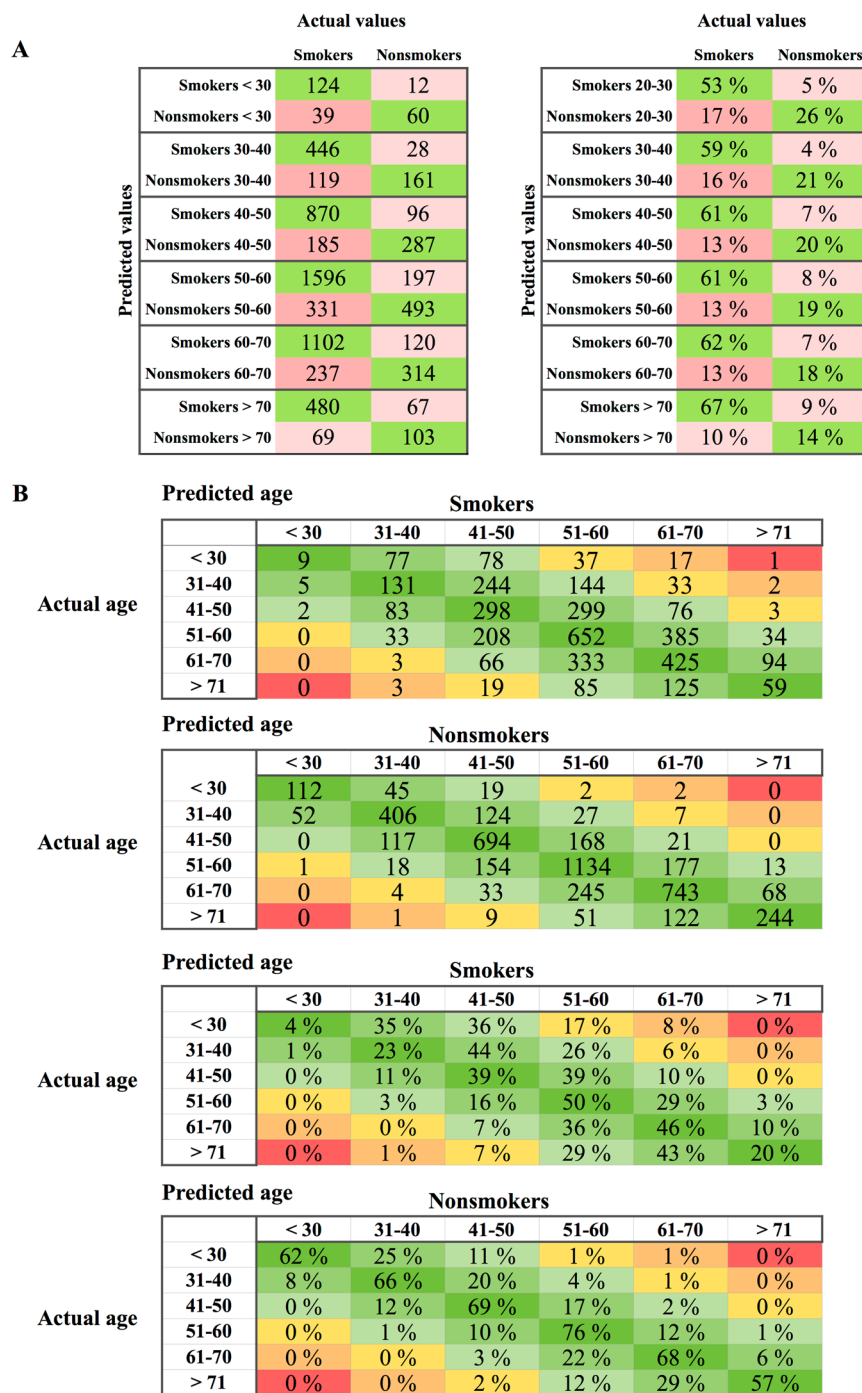 Actual values Actual values
A
Smokers Nonsmokers Smokers Nonsmokers
Predicted values
Smokers < 30 124 12
Nonsmokers < 30 39 60
Smokers 30-40 446 28
Nonsmokers 30-40 119 161
Smokers 40-50 870 96
Nonsmokers 40-50 185 287
Smokers 50-60 1596 197
Nonsmokers 50-60 331 493
Smokers 60-70 1102 120
Nonsmokers 60-70 237 314
Smokers > 70 480 67
Nonsmokers > 70 69 103
Predicted values
Smokers 20-30 53 % 5 %
Nonsmokers 20-30 17 % 26 %
Smokers 30-40 59 % 4 %
Nonsmokers 30-40 16 % 21 %
Smokers 40-50 61 % 7 %
Nonsmokers 40-50 13 % 20 %
Smokers 50-60 61 % 8 %
Nonsmokers 50-60 13 % 19 %
Smokers 60-70 62 % 7 %
Nonsmokers 60-70 13 % 18 %
Smokers > 70 67 % 9 %
Nonsmokers > 70 10 % 14 %
B
Predicted age
Smokers
< 30 31-40 41-50 51-60 61-70 > 71
Actual age
< 30 9 77 78 37 17 1
31-40 5 131 244 144 33 2
41-50 2 83 298 299 76 3
51-60 0 33 208 652 385 34
61-70 0 3 66 333 425 94
> 71 0 3 19 85 125 59
Predicted age
Nonsmokers
< 30 31-40 41-50 51-60 61-70 > 71
Actual age
< 30 112 45 19 2 2 0
31-40 52 406 124 27 7 0
41-50 0 117 694 168 21 0
51-60 1 18 154 1134 177 13
61-70 0 4 33 245 743 68
> 71 0 1 9 51 122 244
Predicted age
Smokers
< 30 31-40 41-50 51-60 61-70 > 71
Actual age
< 30 4 % 35 % 36 % 17 % 8 % 0 %
31-40 1 % 23 % 44 % 26 % 6 % 0 %
41-50 0 % 11 % 39 % 39 % 10 % 0 %
51-60 0 % 3 % 16 % 50 % 29 % 3 %
61-70 0 % 0 % 7 % 36 % 46 % 10 %
> 71 0 % 1 % 7 % 29 % 43 % 20 %
Predicted age
Nonsmokers
< 30 31-40 41-50 51-60 61-70 > 71
Actual age
< 30 62 % 25 % 11 % 1 % 1 % 0 %
31-40 8 % 66 % 20 % 4 % 1 % 0 %
41-50 0 % 12 % 69 % 17 % 2 % 0 %
51-60 0 % 1 % 10 % 76 % 12 % 1 %
61-70 0 % 0 % 3 % 22 % 68 % 6 %
> 71 0 % 0 % 2 % 12 % 29 % 57 %